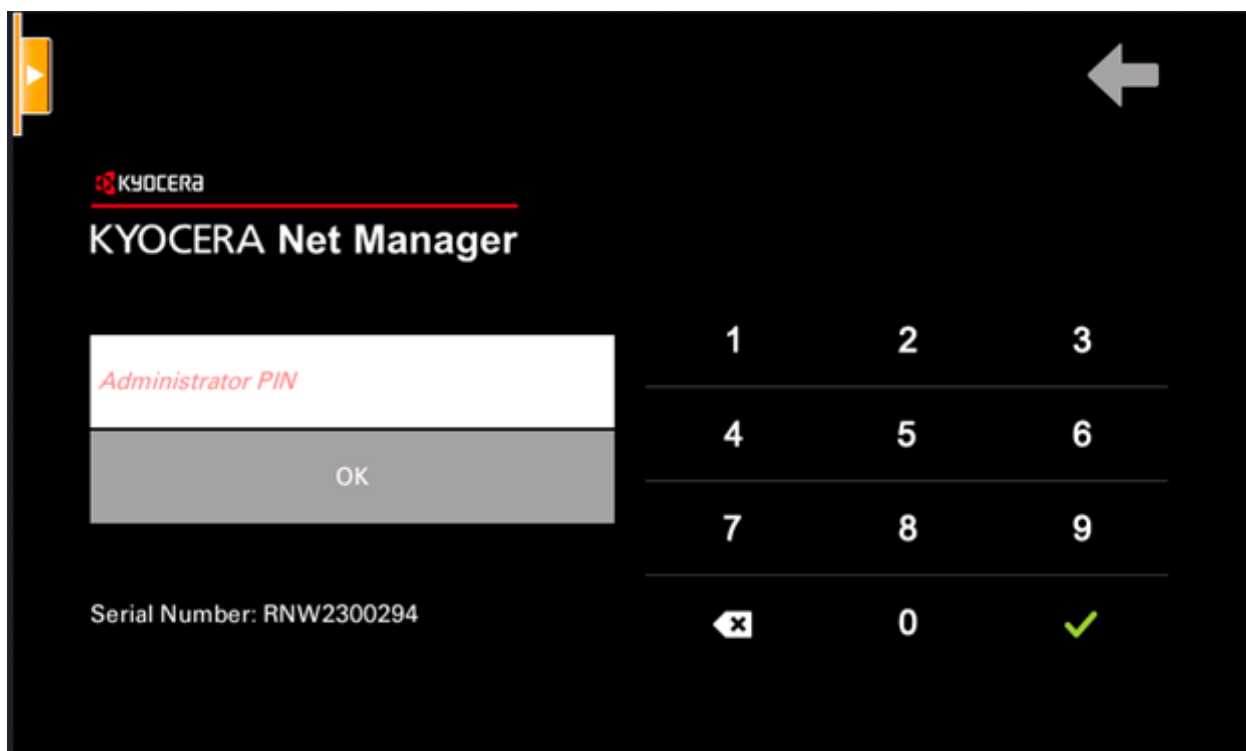 KYOCERA
KYOCERA Net Manager
Administrator PIN
OK
Serial Number: RNW2300294
1 2 3
4 5 6
7 8 9
0